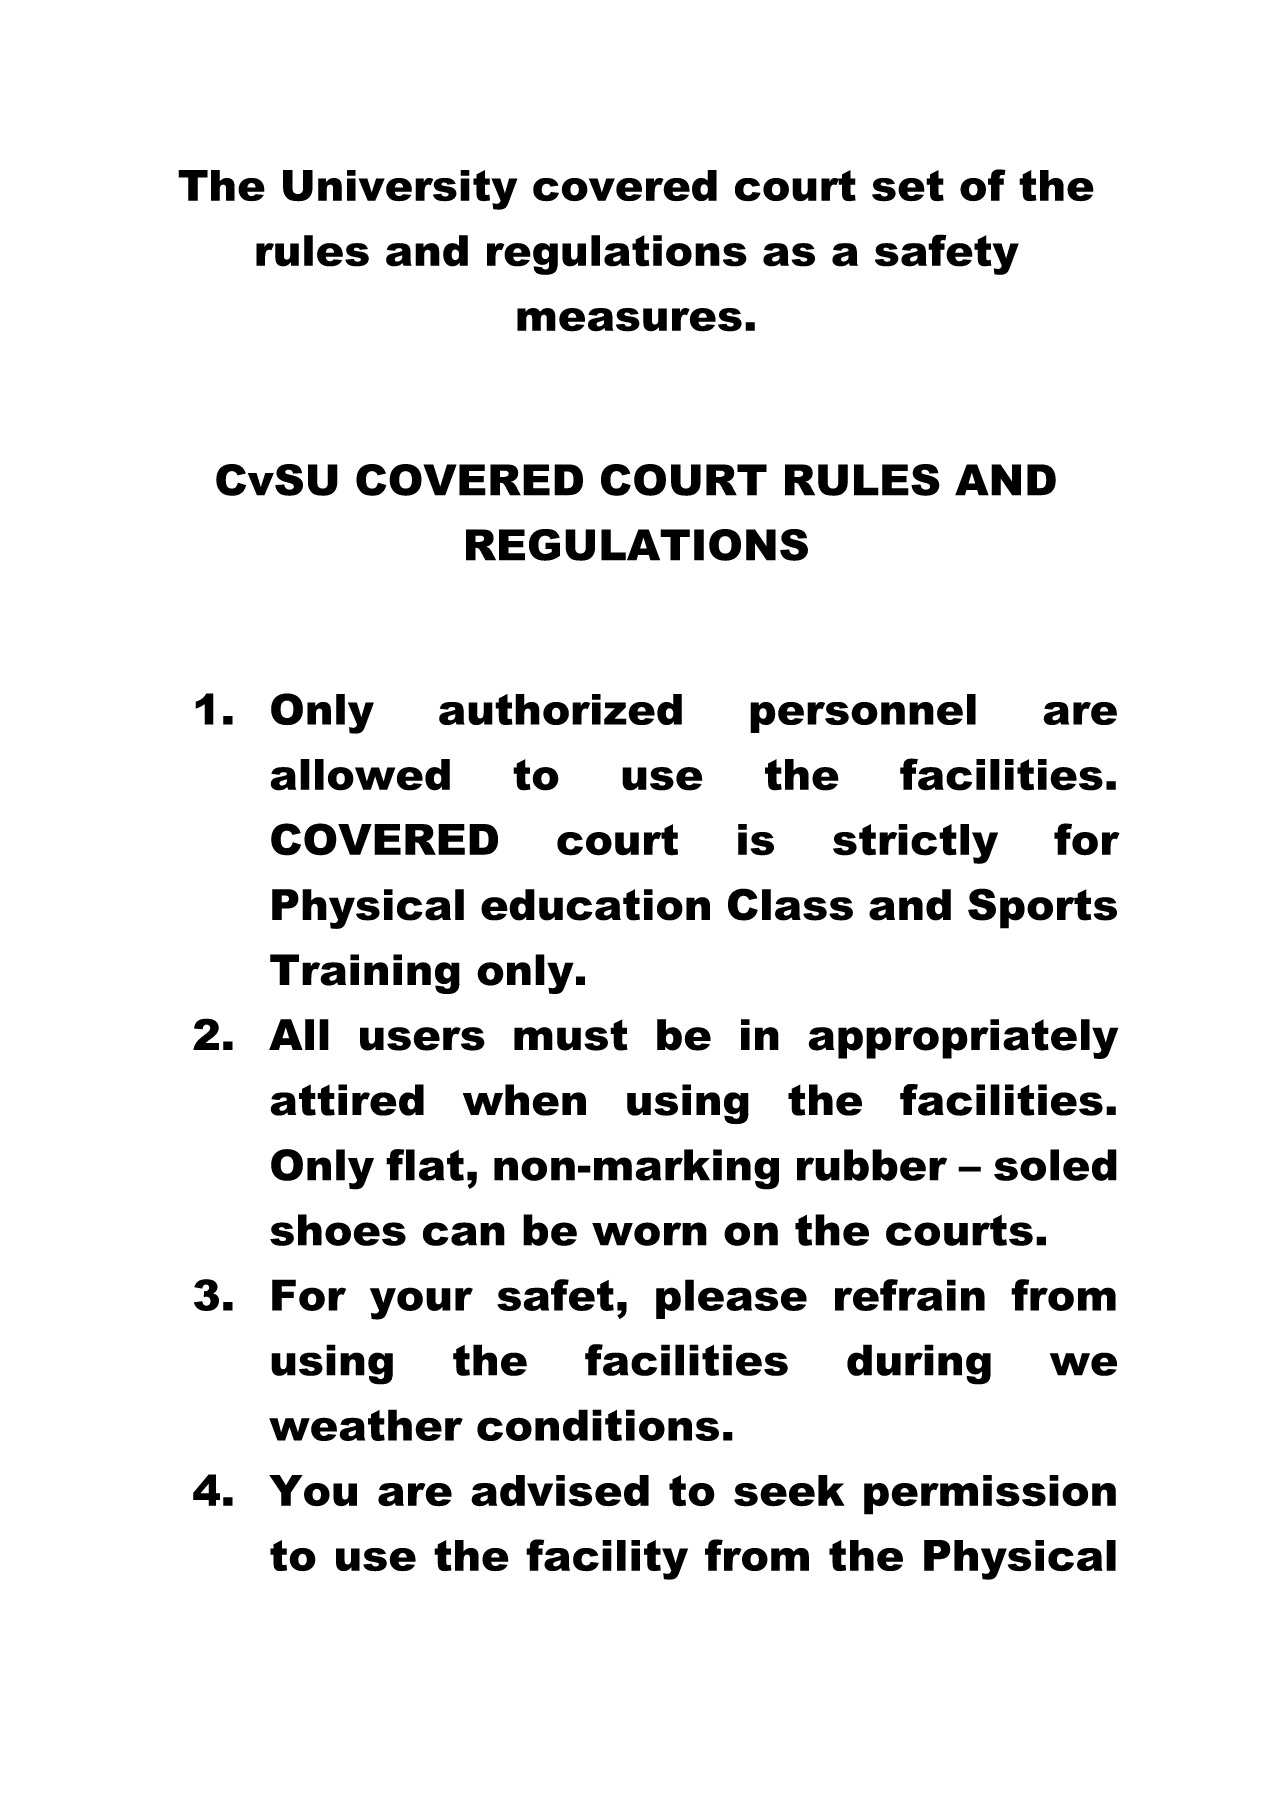 The University covered court set of the
rules and regulations as a safety
measures.
CvSU COVERED COURT RULES AND
REGULATIONS
1. Only authorized personnel are
allowed to use the facilities.
COVERED court is strictly for
Physical education Class and Sports
Training only.
2. All users must be in appropriately
attired when using the facilities.
Only flat, non-marking rubber – soled
shoes can be worn on the courts.
3. For your safet, please refrain from
using the facilities during we
weather conditions.
4. You are advised to seek permission
to use the facility from the Physical